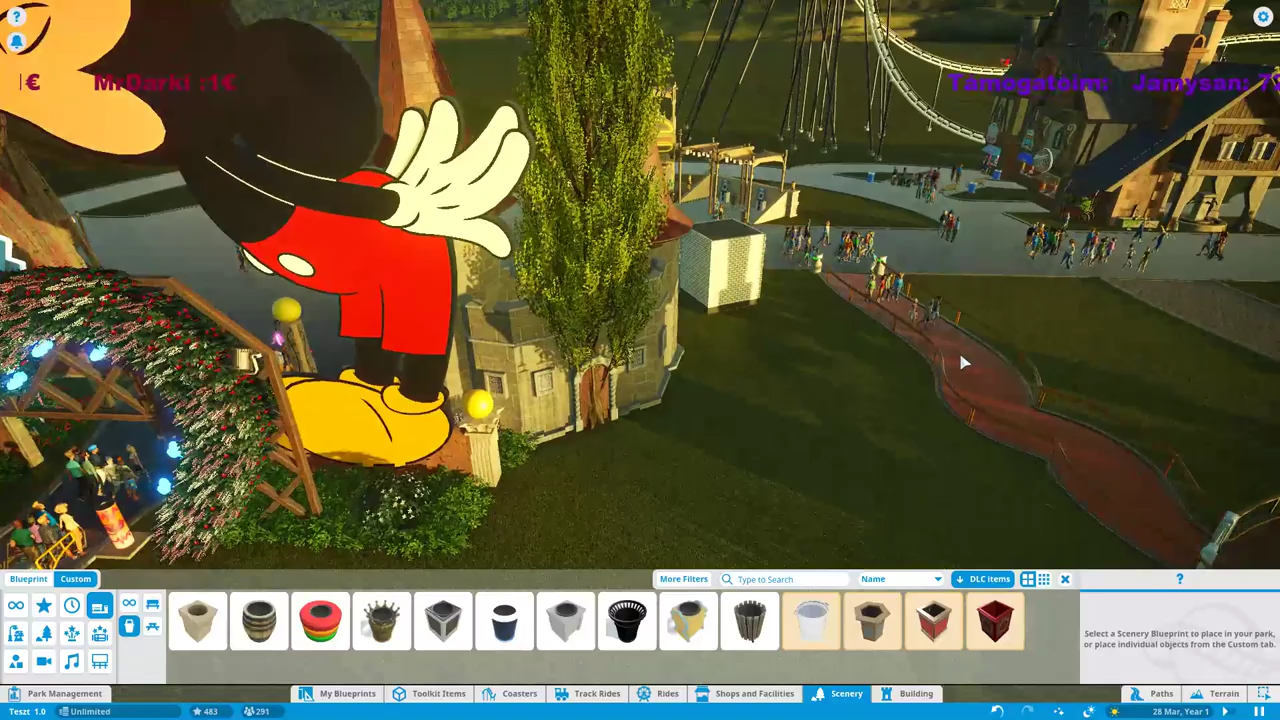 € MrDarki :1€ Tamogatoim: Jamysan: 7
Blueprint Custom More Filters Type to Search Name DLC items ?
Select a Scenery Blueprint to place in your park,
or place individual objects from the Custom tab.
Park Management My Blueprints Toolkit Items Coasters Track Rides Rides Shops and Facilities Scenery Building Paths Terrain
Teszt 1.0 Unlimited 483 291 28 Mar, Year 1